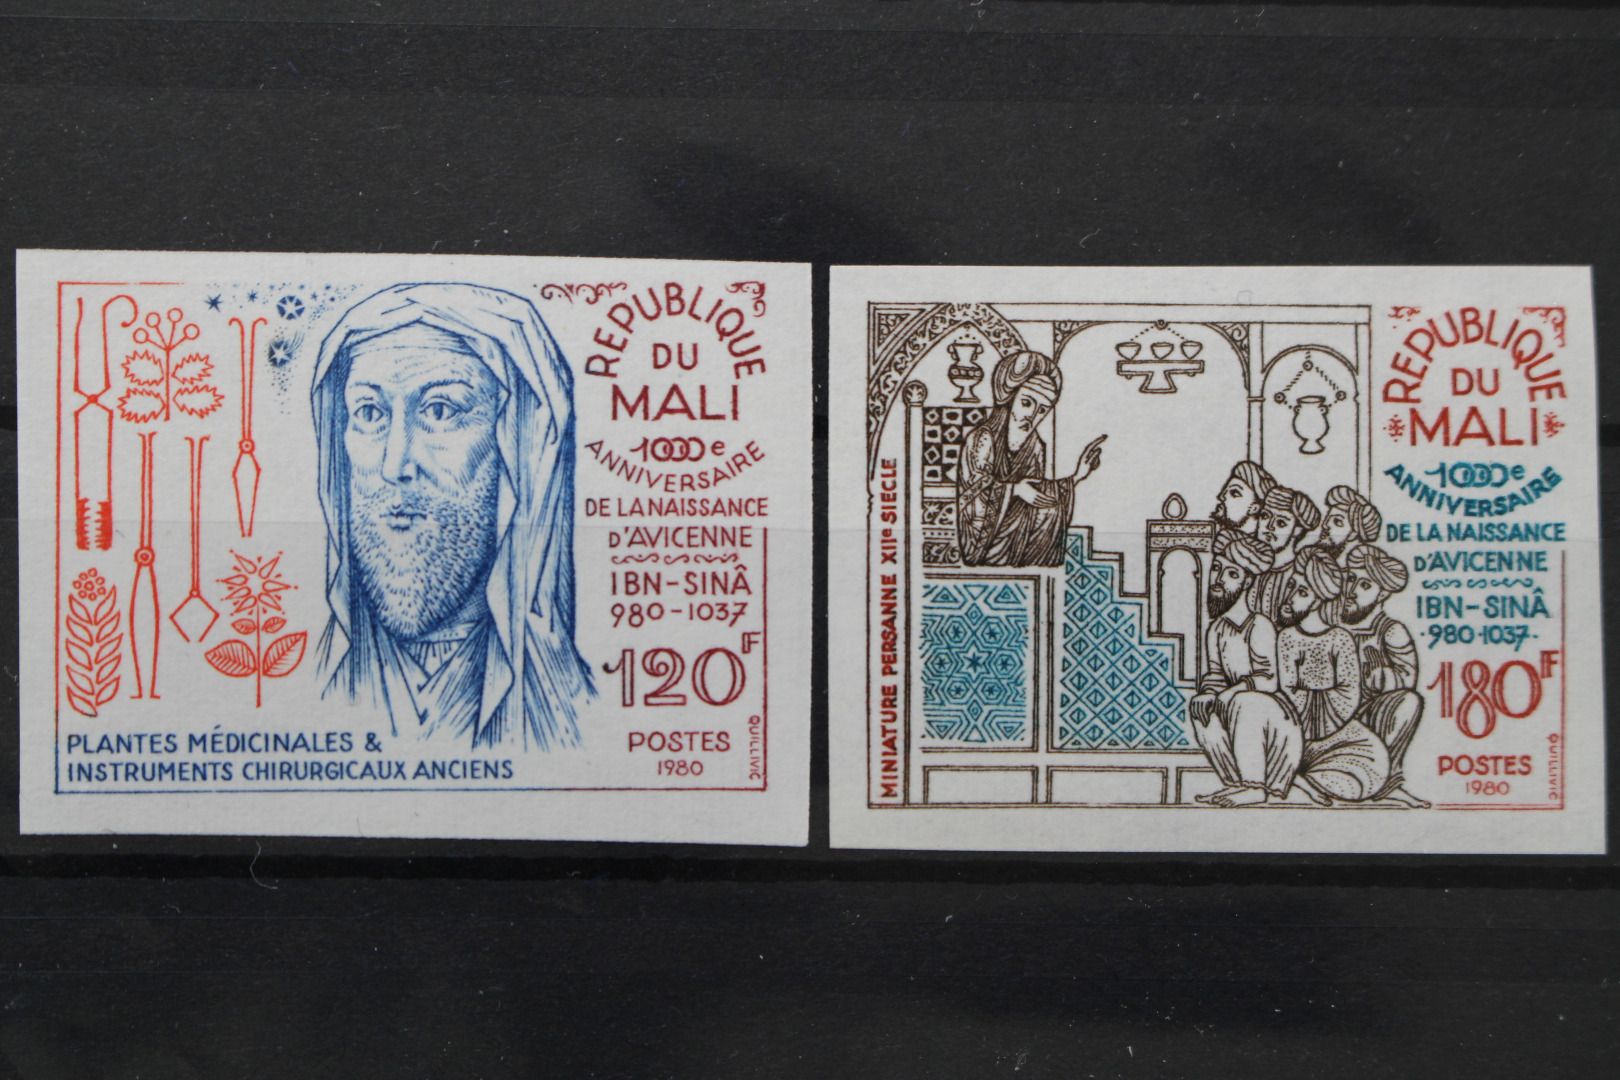 REPUBLIQUE
DU
MALI
1000e
ANNIVERSAIRE
DE LA NAISSANCE
D'AVICENNE
IBN-SINÂ
980-1037
120F
POSTES
1980
QUILLIVIC
PLANTES MÉDICINALES &
INSTRUMENTS CHIRURGICAUX ANCIENS
REPUBLIQUE
DU
MALI
1000e
ANNIVERSAIRE
DE LA NAISSANCE
D'AVICENNE
IBN-SINÂ
·980-1037·
180F
POSTES
1980
QUILLIVIC
MINIATURE PERSANNE XIIe SIECLE